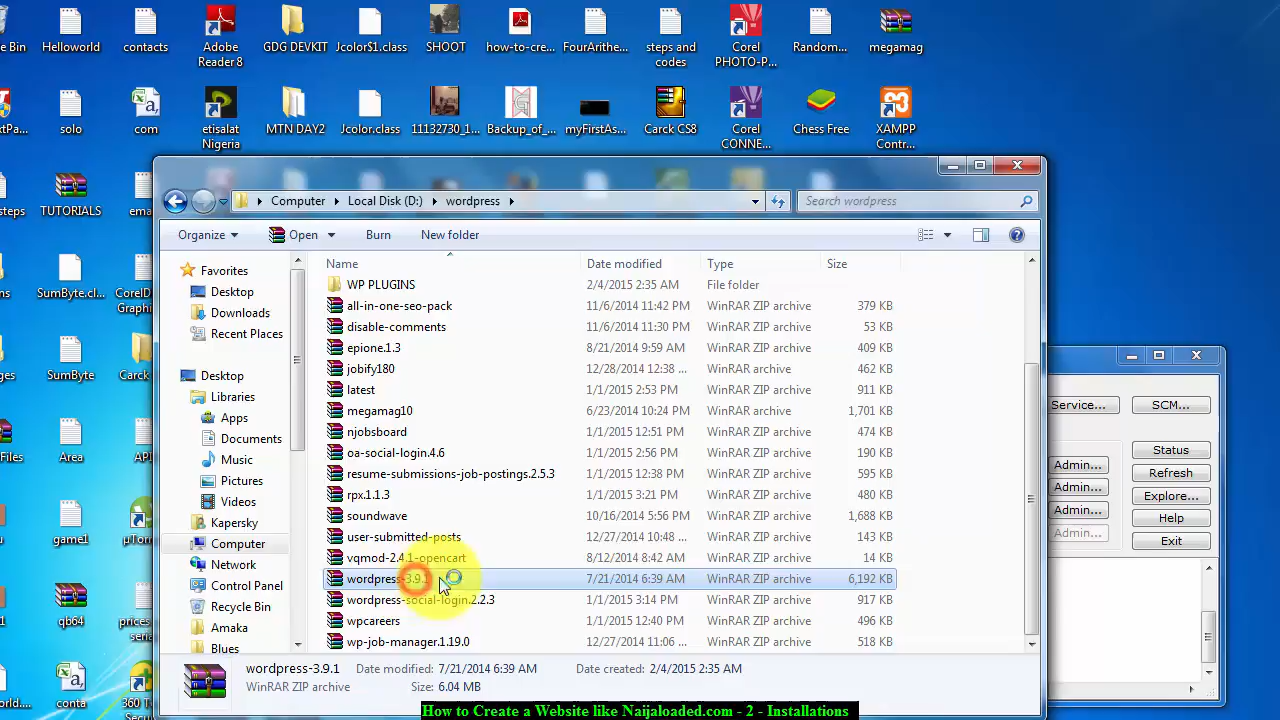 e Bin
Helloworld
contacts
Adobe
Reader 8
GDG DEVKIT
Jcolor$1.class
SHOOT
how-to-cre...
FourArithe...
steps and
codes
Corel
PHOTO-P...
Random...
megamag
xtPa...
solo
com
etisalat
Nigeria
MTN DAY2
Jcolor.class
11132730_1...
Backup_of_...
myFirstAs...
Carck CS8
Corel
CONNE...
Chess Free
XAMPP
Contr...
steps
TUTORIALS
ema
ns
SumByte.cl...
CorelD
Graphi
ges
SumByte
Carck
Files
Area
API
game1
µTor
qb64
prices
seria
orld....
conta
360 T
Secu
Computer
Local Disk (D:)
wordpress
Search wordpress
Organize
Open
Burn
New folder
Favorites
Desktop
Downloads
Recent Places
Desktop
Libraries
Apps
Documents
Music
Pictures
Videos
Kapersky
Computer
Network
Control Panel
Recycle Bin
Amaka
Blues
Name Date modified Type Size
WP PLUGINS 2/4/2015 2:35 AM File folder
all-in-one-seo-pack 11/6/2014 11:42 PM WinRAR ZIP archive 379 KB
disable-comments 11/6/2014 11:30 PM WinRAR ZIP archive 53 KB
epione.1.3 8/21/2014 9:59 AM WinRAR ZIP archive 409 KB
jobify180 12/28/2014 10:38 ... WinRAR archive 462 KB
latest 1/1/2015 2:53 PM WinRAR ZIP archive 911 KB
megamag10 6/23/2014 10:24 PM WinRAR archive 1,701 KB
njobsboard 1/1/2015 12:51 PM WinRAR ZIP archive 474 KB
oa-social-login.4.6 1/1/2015 2:56 PM WinRAR ZIP archive 190 KB
resume-submissions-job-postings.2.5.3 1/1/2015 12:38 PM WinRAR ZIP archive 595 KB
rpx.1.1.3 1/1/2015 3:21 PM WinRAR ZIP archive 480 KB
soundwave 10/16/2014 5:56 PM WinRAR ZIP archive 1,688 KB
user-submitted-posts 12/27/2014 10:48 ... WinRAR ZIP archive 143 KB
vqmod-2.4.1-opencart 8/12/2014 8:42 AM WinRAR ZIP archive 14 KB
wordpress-3.9.1 7/21/2014 6:39 AM WinRAR ZIP archive 6,192 KB
wordpress-social-login.2.2.3 1/1/2015 3:14 PM WinRAR ZIP archive 917 KB
wpcareers 1/1/2015 12:40 PM WinRAR ZIP archive 496 KB
wp-job-manager.1.19.0 12/27/2014 11:06 ... WinRAR ZIP archive 518 KB
wordpress-3.9.1 Date modified: 7/21/2014 6:39 AM Date created: 2/4/2015 2:35 AM
WinRAR ZIP archive Size: 6.04 MB
Service... SCM...
Status
Admin... Refresh
Admin... Explore...
Admin... Help
Admin... Exit
How to Create a Website like Naijaloaded.com - 2 - Installations